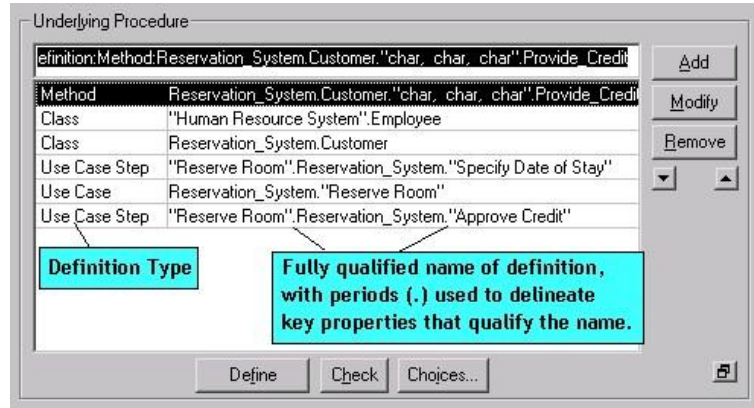 Underlying Procedure
efinition:Method:Reservation_System.Customer."char, char, char".Provide_Credit
Add
Method Reservation_System.Customer."char, char, char".Provide_Credi
Modify
Class "Human Resource System".Employee
Class Reservation_System.Customer
Remove
Use Case Step "Reserve Room".Reservation_System."Specify Date of Stay"
Use Case Reservation_System."Reserve Room"
Use Case Step "Reserve Room".Reservation_System."Approve Credit"
Definition Type
Fully qualified name of definition,
with periods (.) used to delineate
key properties that qualify the name.
Define Check Choices...